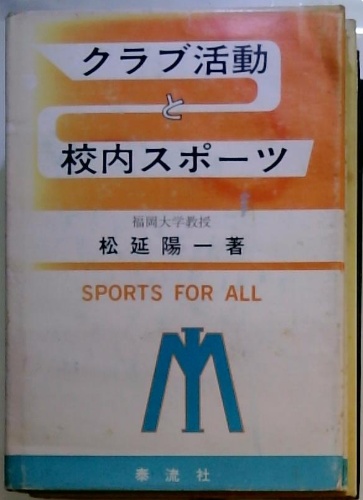 クラブ活動
と
校内スポーツ
福岡大学教授
松延陽一著
SPORTS FOR ALL
泰流社